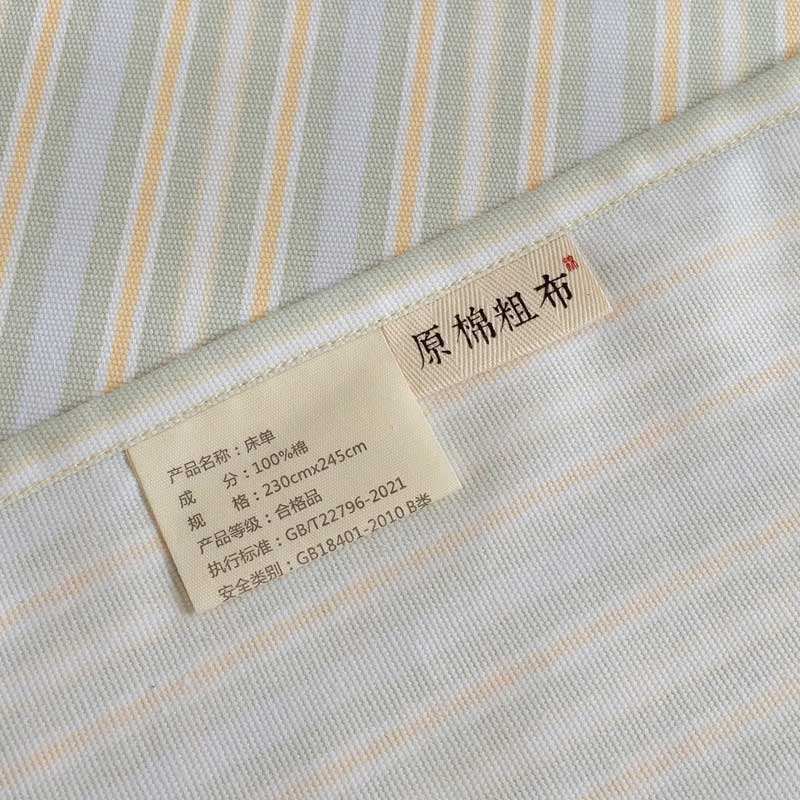 原棉粗布
产品名称：床单
成 分：100%棉
规 格：230cmx245cm
产品等级：合格品
执行标准：GB/T22796-2021
安全类别：GB18401-2010 B类